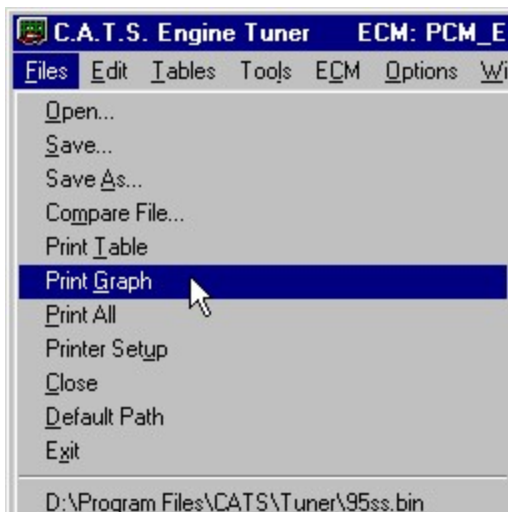 C.A.T.S. Engine Tuner ECM: PCM_E
Files Edit Tables Tools ECM Options Wi
Open...
Save...
Save As...
Compare File...
Print Table
Print Graph
Print All
Printer Setup
Close
Default Path
Exit
D:\Program Files\CATS\Tuner\95ss.bin